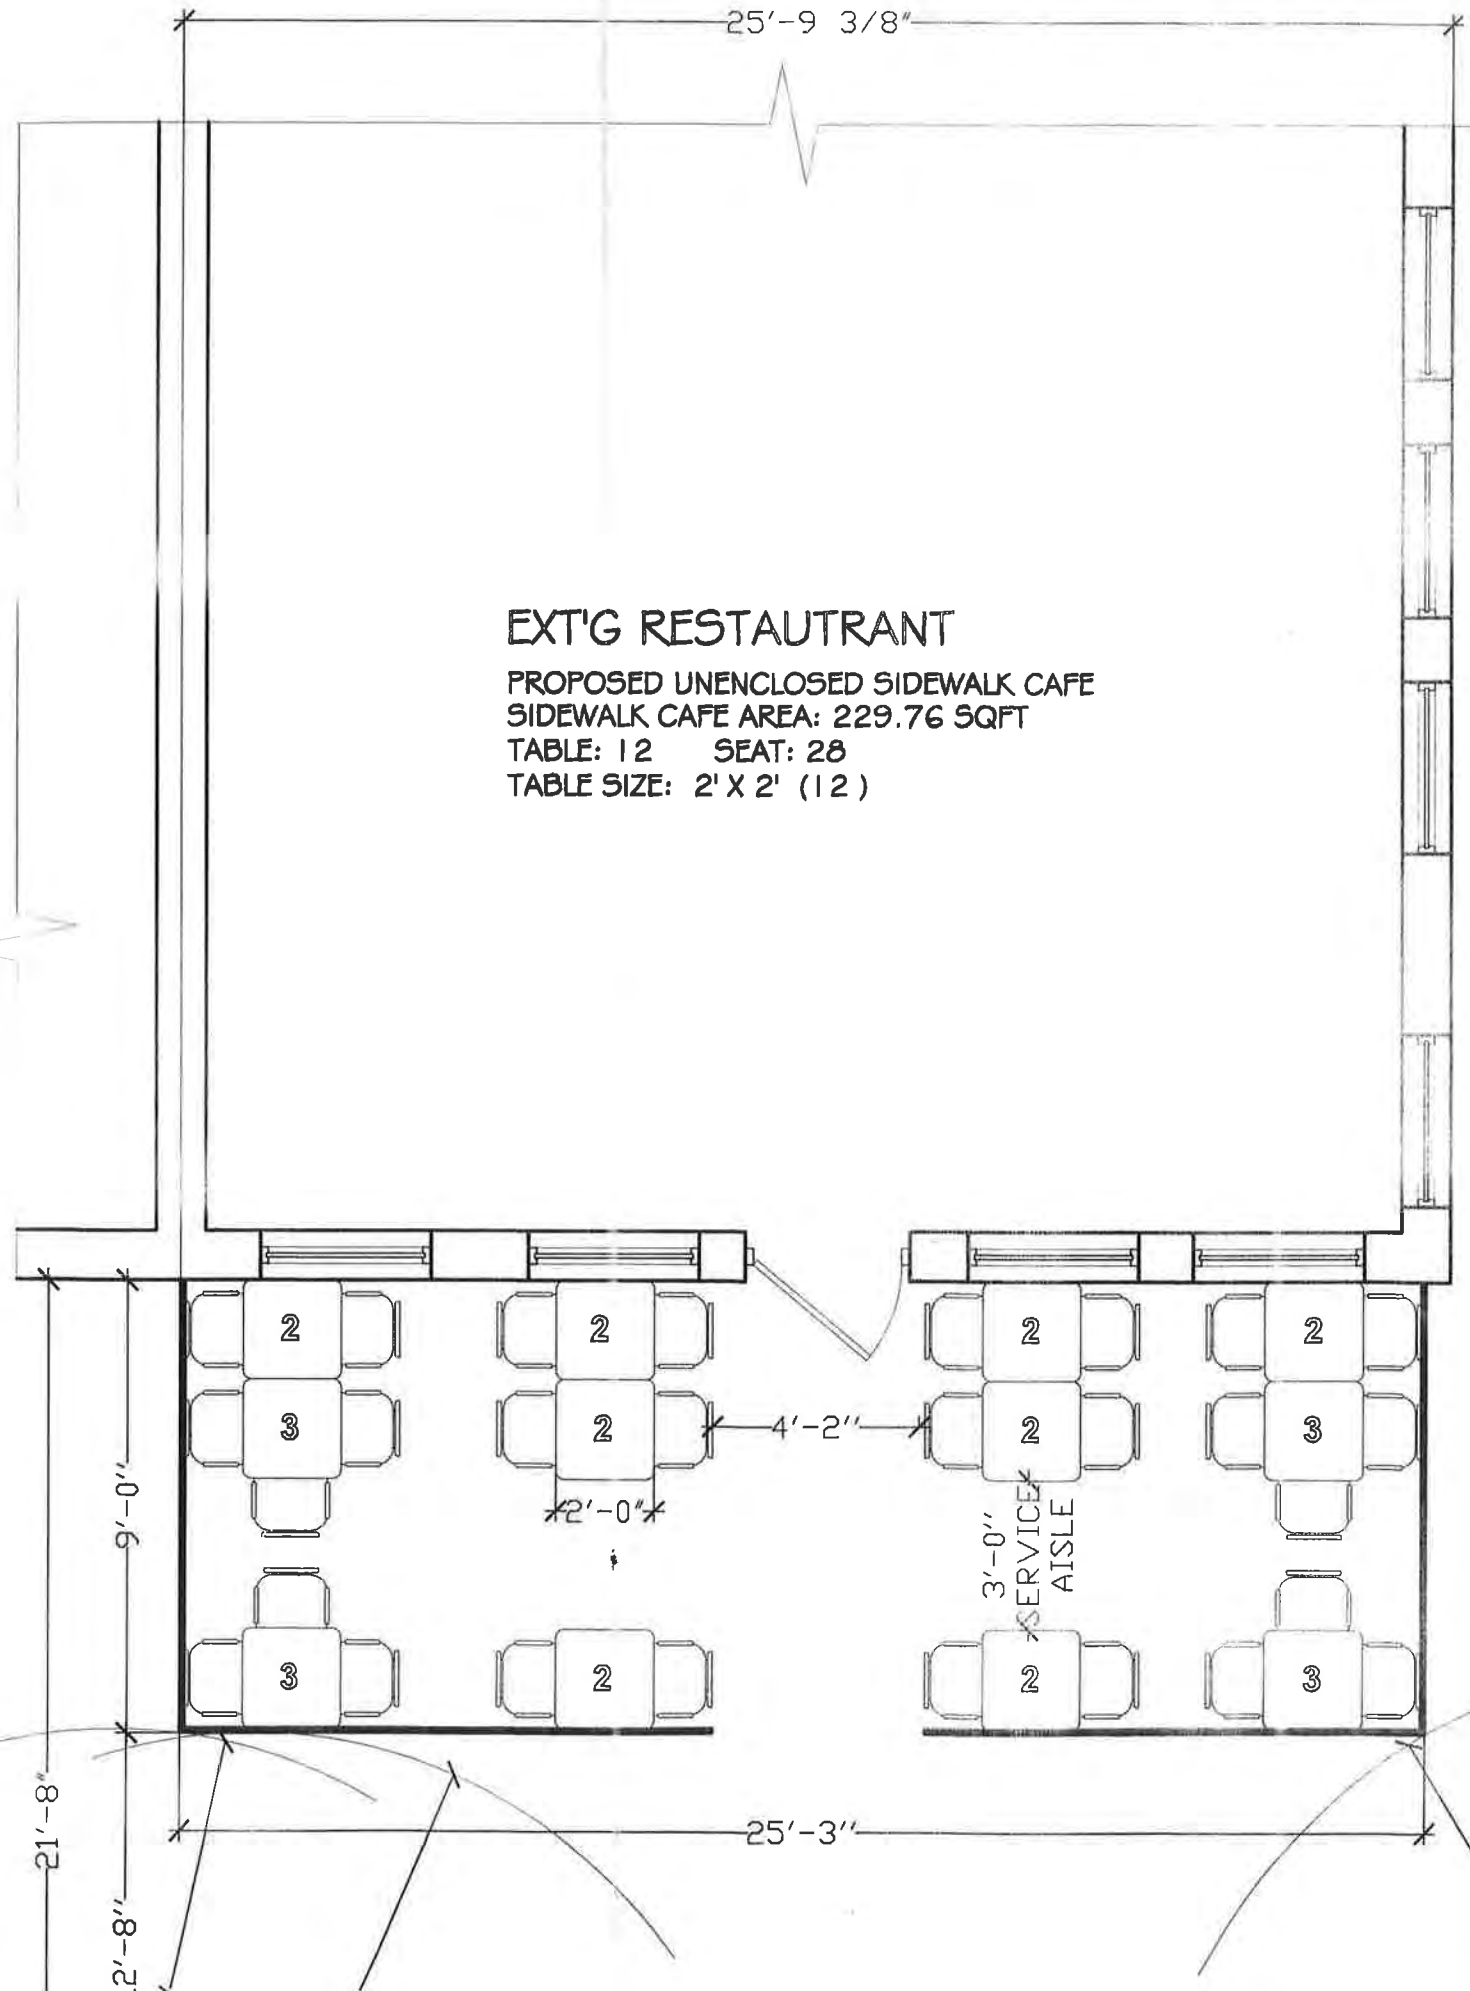 25'-9 3/8"
EXT'G RESTAUTRANT
PROPOSED UNENCLOSED SIDEWALK CAFE
SIDEWALK CAFE AREA: 229.76 SQFT
TABLE: 12 SEAT: 28
TABLE SIZE: 2' X 2' (12)
2 2 2 2
3 2 2 3
4'-2"
2'-0"
3'-0"
SERVICE
AISLE
9'-0"
3 2 2 3
25'-3"
21'-8"
2'-8"